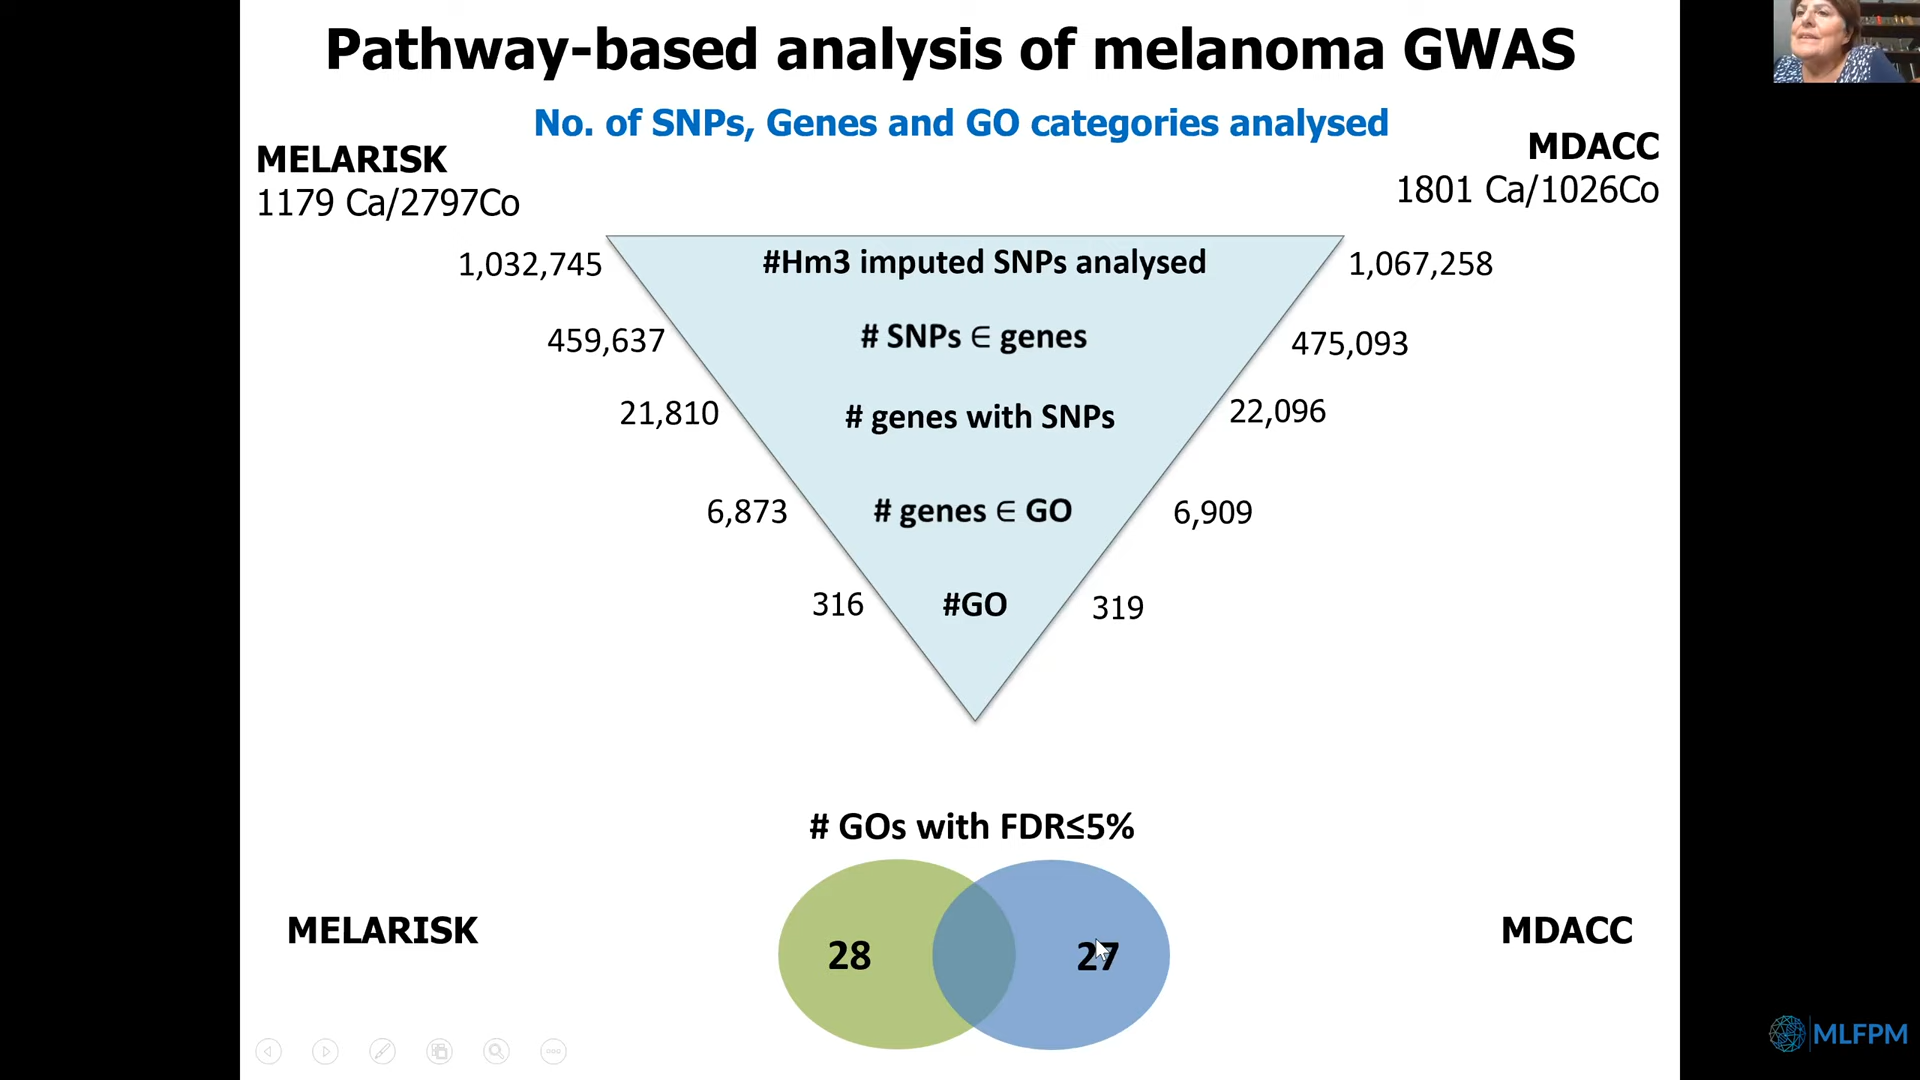 Pathway-based analysis of melanoma GWAS
No. of SNPs, Genes and GO categories analysed
MELARISK
1179 Ca/2797Co
MDACC
1801 Ca/1026Co
1,032,745 #Hm3 imputed SNPs analysed 1,067,258
459,637 # SNPs ∈ genes 475,093
21,810 # genes with SNPs 22,096
6,873 # genes ∈ GO 6,909
316 #GO 319
# GOs with FDR≤5%
MELARISK 28 27 MDACC
MLFPM